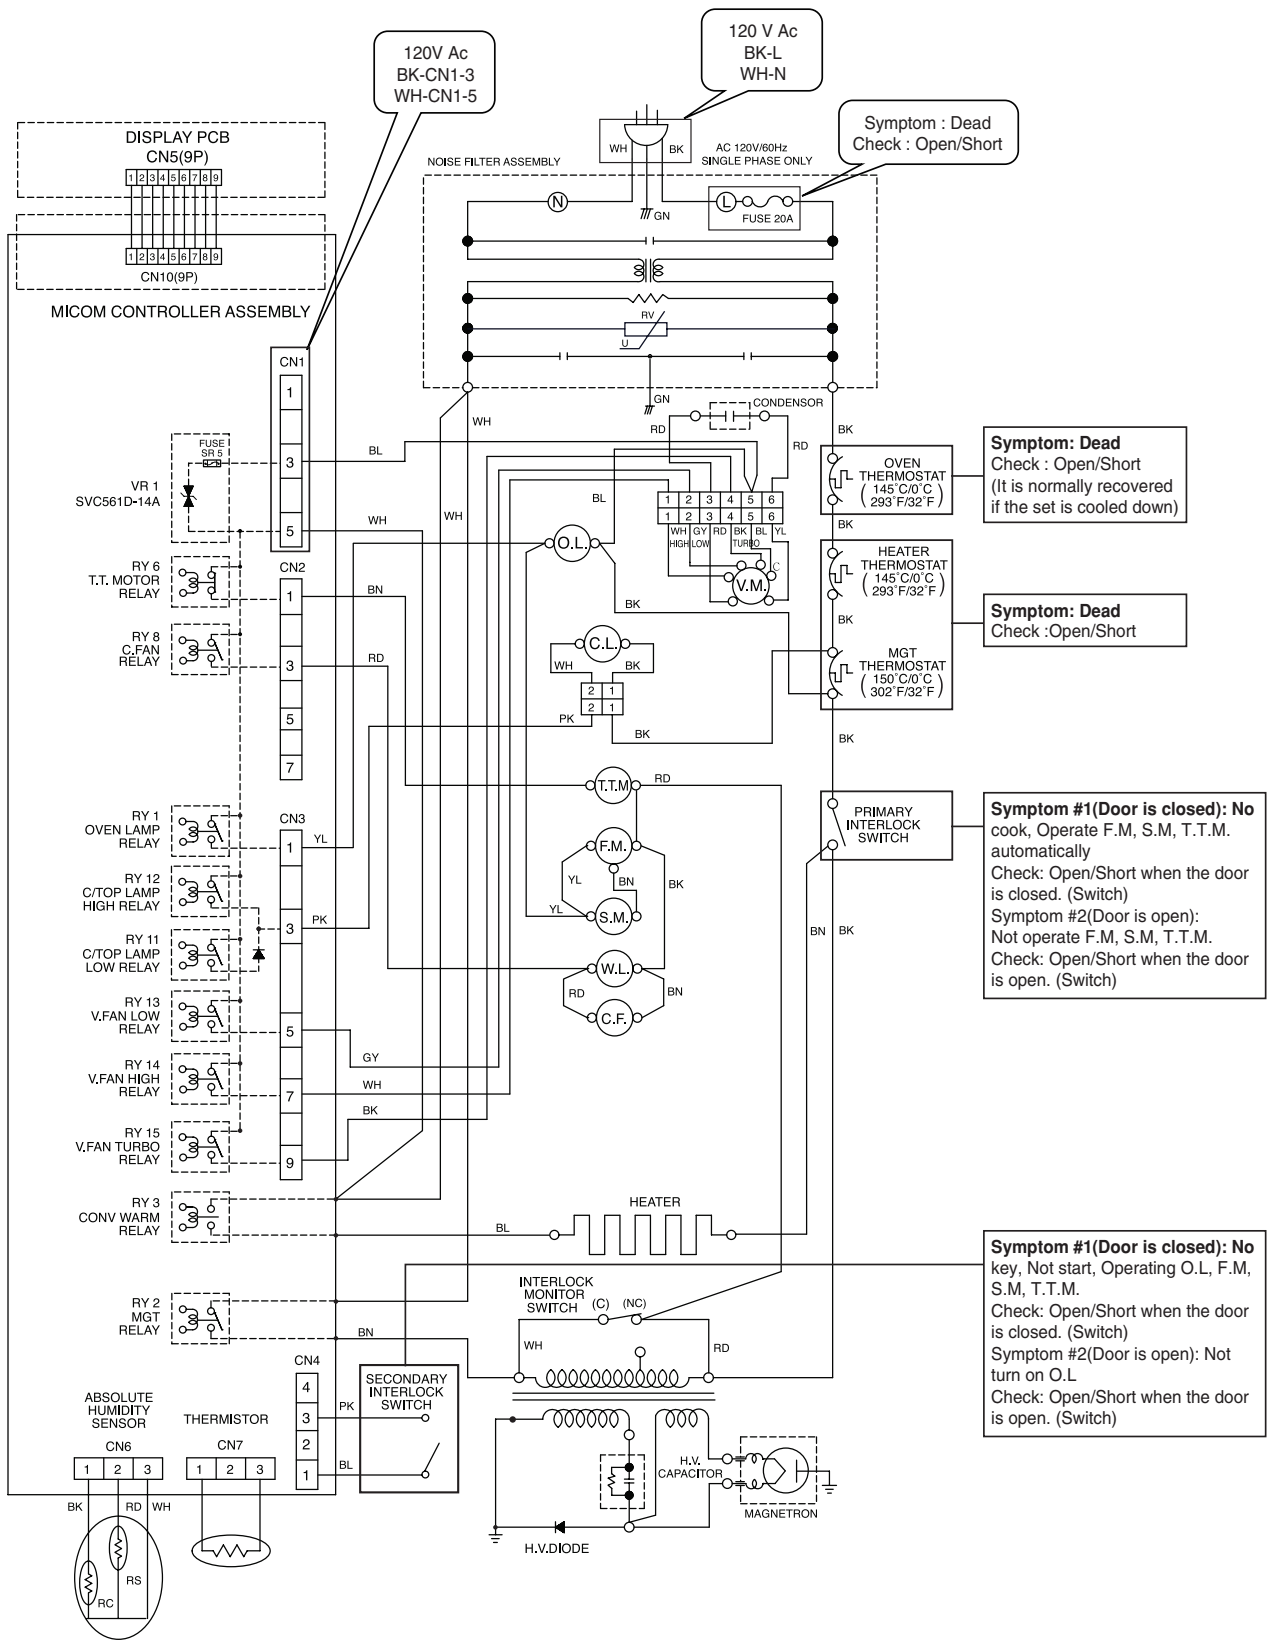 120V Ac
BK-CN1-3
WH-CN1-5
120 V Ac
BK-L
WH-N
Symptom : Dead
Check : Open/Short
DISPLAY PCB
CN5(9P)
1 2 3 4 5 6 7 8 9
1 2 3 4 5 6 7 8 9
CN10(9P)
MICOM CONTROLLER ASSEMBLY
WH
BK
AC 120V/60Hz
SINGLE PHASE ONLY
NOISE FILTER ASSEMBLY
N
GN
L
FUSE 20A
RV
U
GN
CN1
1
3
5
FUSE
SR 5
VR 1
SVC561D-14A
BL
WH
WH
WH
CONDENSOR
RD
RD
BK
BL
1 2 3 4 5 6
1 2 3 4 5 6
WH GY RD BK BL YL
HIGH LOW TURBO
C
V.M.
O.L.
BK
OVEN
THERMOSTAT
(145°C/0°C
293°F/32°F)
BK
HEATER
THERMOSTAT
(145°C/0°C
293°F/32°F)
BK
MGT
THERMOSTAT
(150°C/0°C
302°F/32°F)
BK
Symptom: Dead
Check : Open/Short
(It is normally recovered
if the set is cooled down)
Symptom: Dead
Check :Open/Short
RY 6
T.T. MOTOR
RELAY
RY 8
C.FAN
RELAY
CN2
1
3
5
7
BN
RD
C.L.
WH
BK
2 1
2 1
PK
BK
RY 1
OVEN LAMP
RELAY
RY 12
C/TOP LAMP
HIGH RELAY
RY 11
C/TOP LAMP
LOW RELAY
RY 13
V.FAN LOW
RELAY
RY 14
V.FAN HIGH
RELAY
RY 15
V.FAN TURBO
RELAY
RY 3
CONV WARM
RELAY
RY 2
MGT
RELAY
CN3
1
3
5
7
9
YL
PK
GY
WH
BK
T.T.M
RD
F.M.
YL
BN
BK
YL
S.M.
W.L.
RD
BN
C.F.
PRIMARY
INTERLOCK
SWITCH
BN
BK
Symptom #1(Door is closed): No
cook, Operate F.M, S.M, T.T.M.
automatically
Check: Open/Short when the door
is closed. (Switch)
Symptom #2(Door is open):
Not operate F.M, S.M, T.T.M.
Check: Open/Short when the door
is open. (Switch)
HEATER
BL
INTERLOCK
MONITOR
SWITCH
(C)
(NC)
BN
WH
RD
Symptom #1(Door is closed): No
key, Not start, Operating O.L, F.M,
S.M, T.T.M.
Check: Open/Short when the door
is closed. (Switch)
Symptom #2(Door is open): Not
turn on O.L
Check: Open/Short when the door
is open. (Switch)
CN4
4
3
2
1
PK
BL
SECONDARY
INTERLOCK
SWITCH
ABSOLUTE
HUMIDITY
SENSOR
CN6
1 2 3
BK
RD
WH
RS
RC
THERMISTOR
CN7
1 2 3
H.V.
CAPACITOR
MAGNETRON
H.V.DIODE